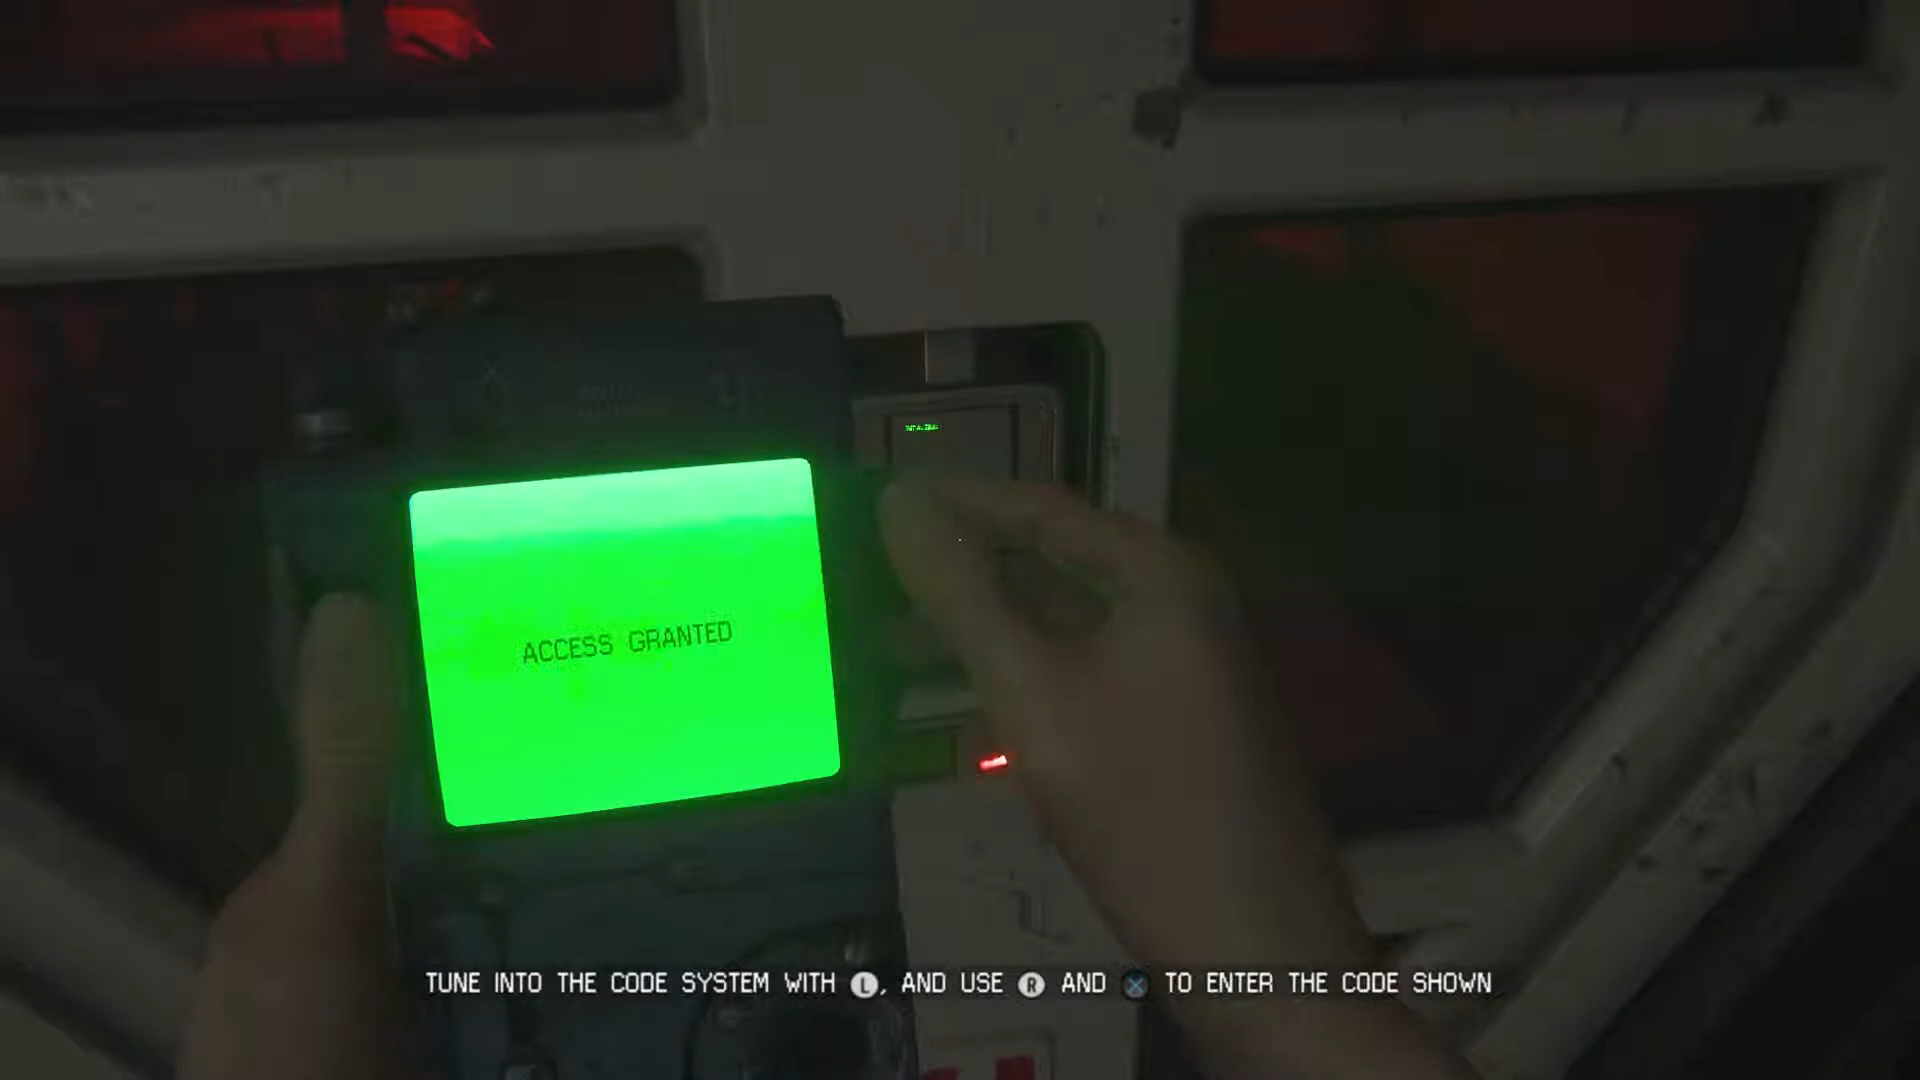 ACCESS GRANTED
TUNE INTO THE CODE SYSTEM WITH L, AND USE R AND X TO ENTER THE CODE SHOWN